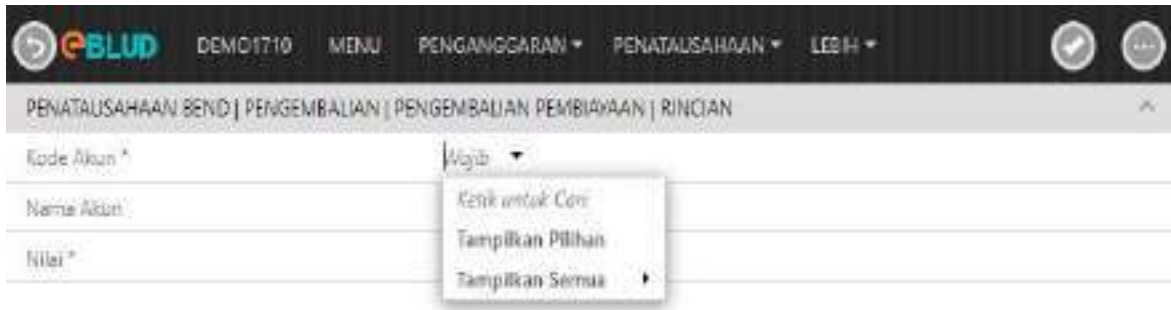 eBLUD DEMO1710 MENU PENGANGGARAN PENATAUSAHAAN LEBIH
PENATAUSAHAAN BEND | PENGEMBALIAN | PENGEMBALIAN PEMBIAYAAN | RINCIAN
Kode Akun * Wajib
Ketik untuk Cari
Nama Akun
Tampilkan Pilihan
Nilai *
Tampilkan Semua